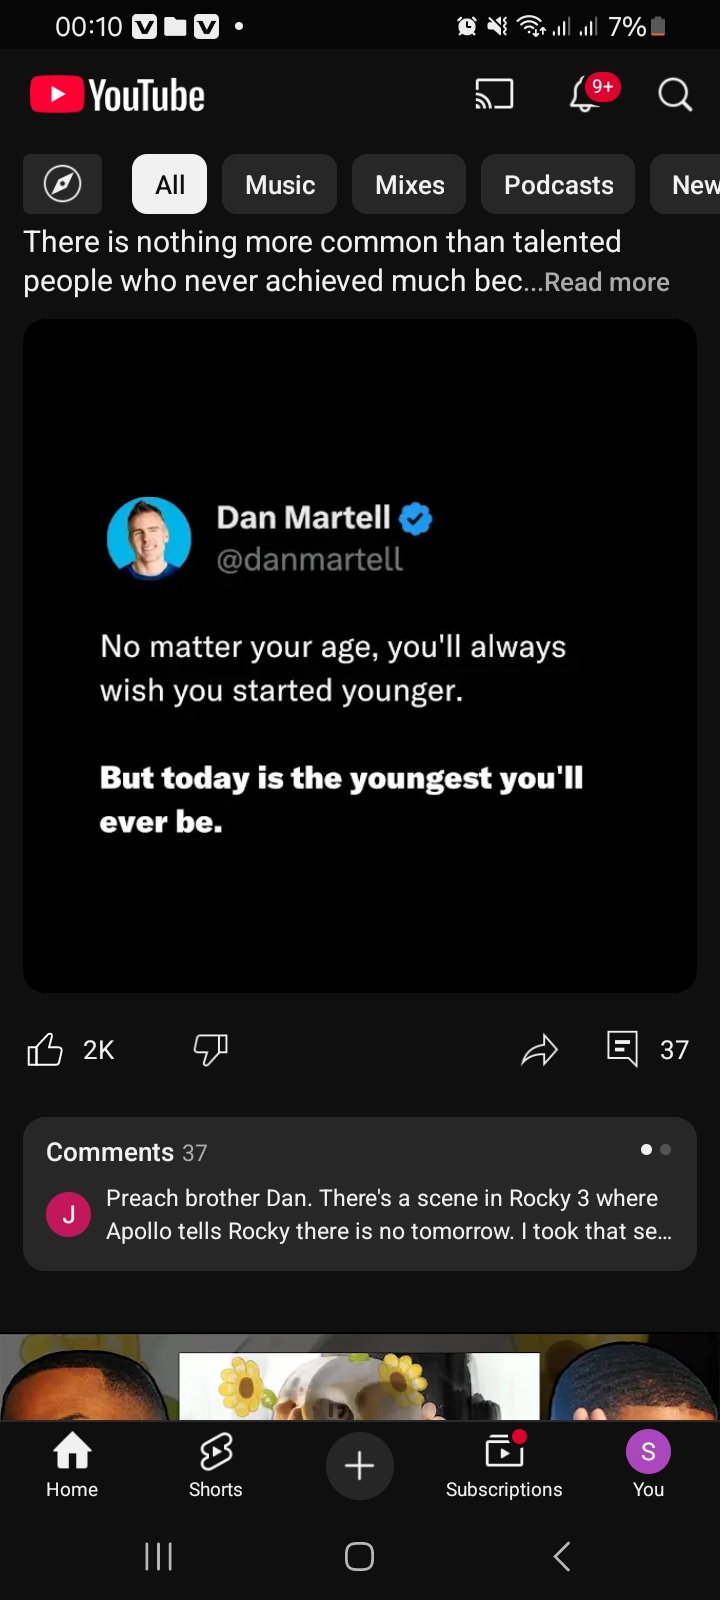 00:10
7%
YouTube
9+
All
Music
Mixes
Podcasts
New
There is nothing more common than talented
people who never achieved much bec...Read more
Dan Martell
@danmartell
No matter your age, you'll always
wish you started younger.
But today is the youngest you'll
ever be.
2K
37
Comments 37
J
Preach brother Dan. There's a scene in Rocky 3 where
Apollo tells Rocky there is no tomorrow. I took that se...
Home
Shorts
Subscriptions
S
You